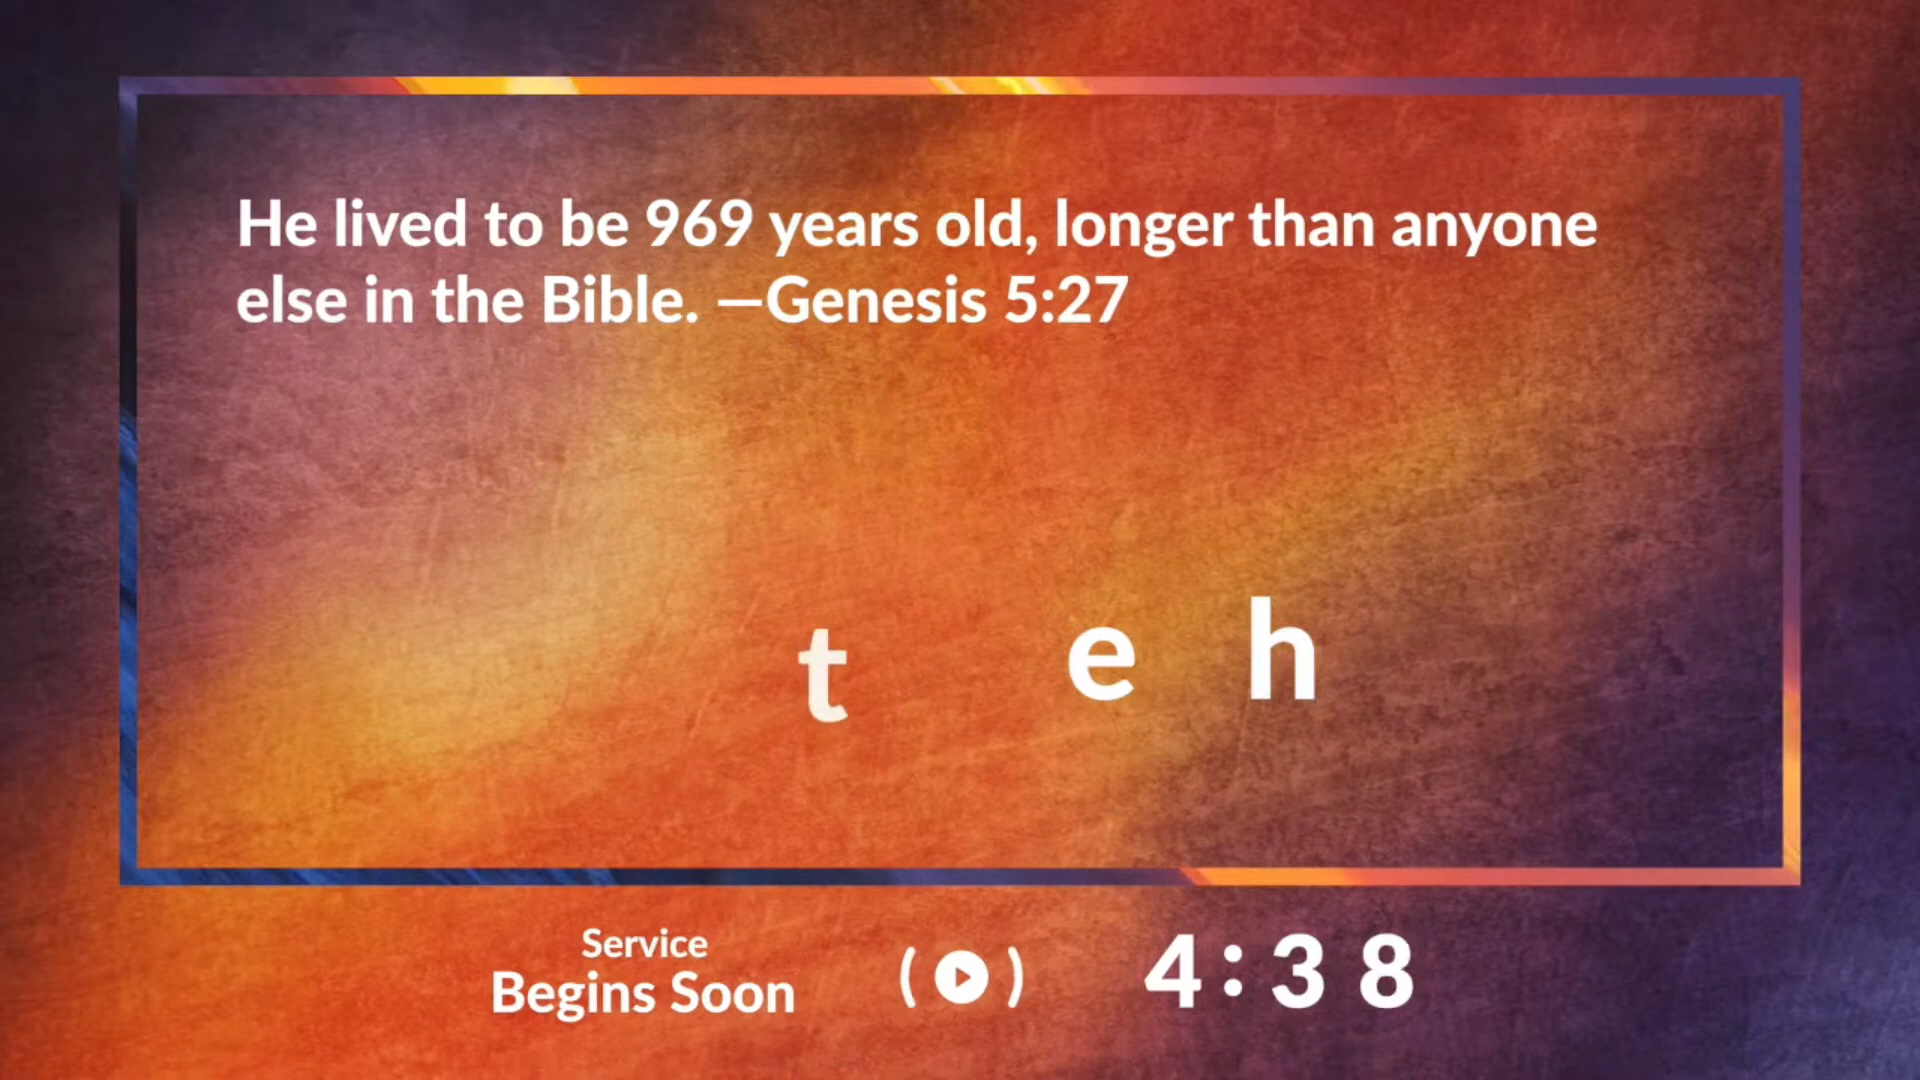 He lived to be 969 years old, longer than anyone
else in the Bible. —Genesis 5:27
t e h
Service
Begins Soon
4:38